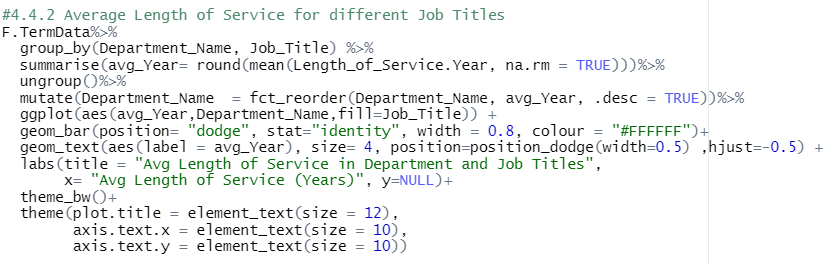 #4.4.2 Average Length of Service for different Job Titles
F.TermData%>%
  group_by(Department_Name, Job_Title) %>%
  summarise(avg_Year= round(mean(Length_of_Service.Year, na.rm = TRUE)))%>%
  ungroup()%>%
  mutate(Department_Name  = fct_reorder(Department_Name, avg_Year, .desc = TRUE))%>%
  ggplot(aes(avg_Year,Department_Name,fill=Job_Title)) +
  geom_bar(position= "dodge", stat="identity", width = 0.8, colour = "#FFFFFF")+
  geom_text(aes(label = avg_Year), size= 4, position=position_dodge(width=0.5) ,hjust=-0.5) +
  labs(title = "Avg Length of Service in Department and Job Titles",
       x= "Avg Length of Service (Years)", y=NULL)+
  theme_bw()+
  theme(plot.title = element_text(size = 12),
        axis.text.x = element_text(size = 10),
        axis.text.y = element_text(size = 10))